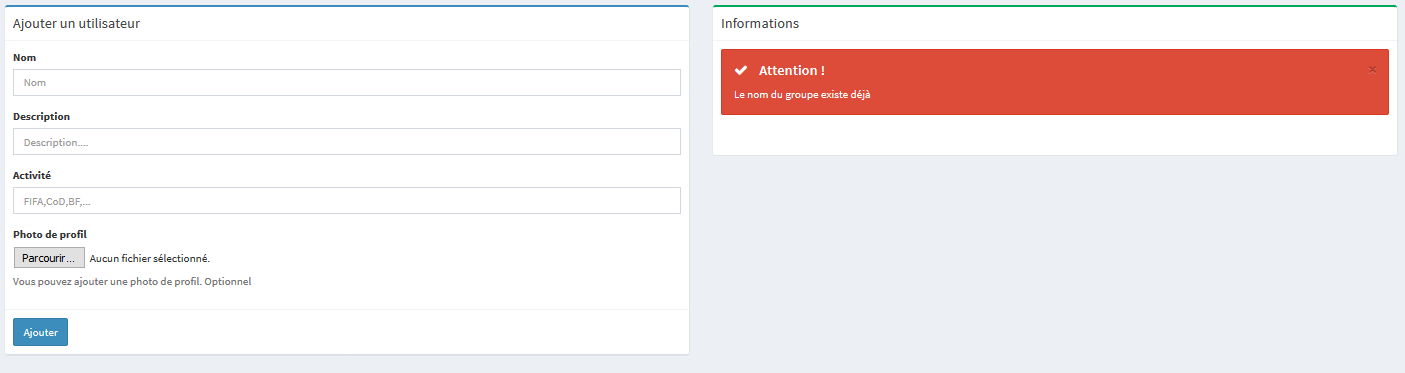 Ajouter un utilisateur
Nom
Nom
Description
Description....
Activité
FIFA,CoD,BF,...
Photo de profil
Parcourir... Aucun fichier sélectionné.
Vous pouvez ajouter une photo de profil. Optionnel
Ajouter
Informations
Attention !
×
Le nom du groupe existe déjà